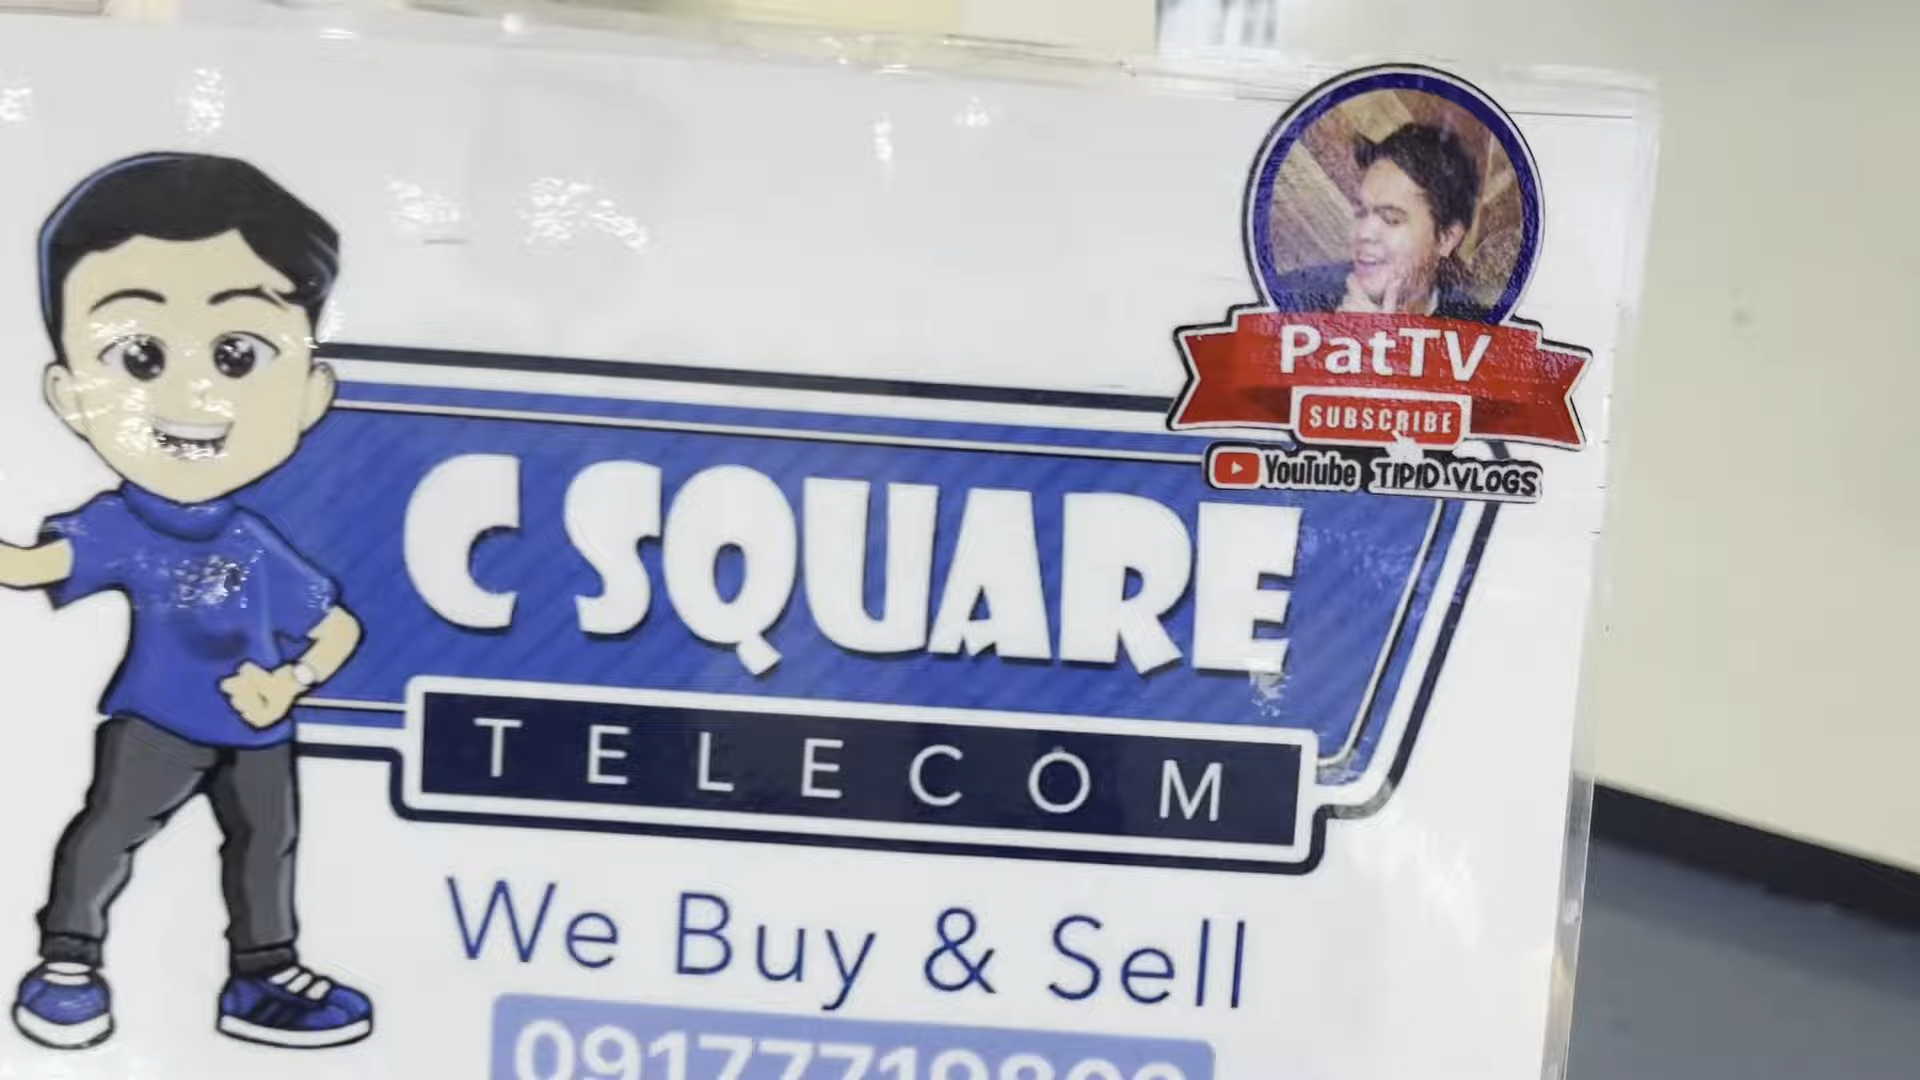 PatTV
SUBSCRIBE
YouTube TIPID VLOGS
C SQUARE
TELECOM
We Buy & Sell